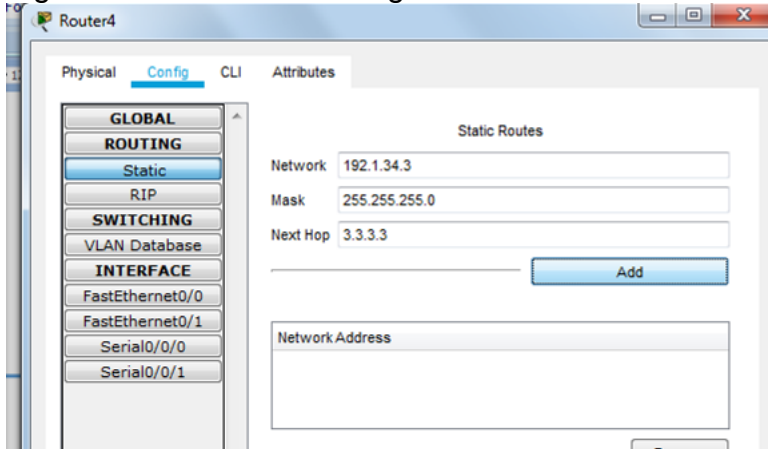 Router4
Physical Config CLI Attributes
GLOBAL
ROUTING
Static
RIP
SWITCHING
VLAN Database
INTERFACE
FastEthernet0/0
FastEthernet0/1
Serial0/0/0
Serial0/0/1
Static Routes
Network 192.1.34.3
Mask 255.255.255.0
Next Hop 3.3.3.3
Add
Network Address